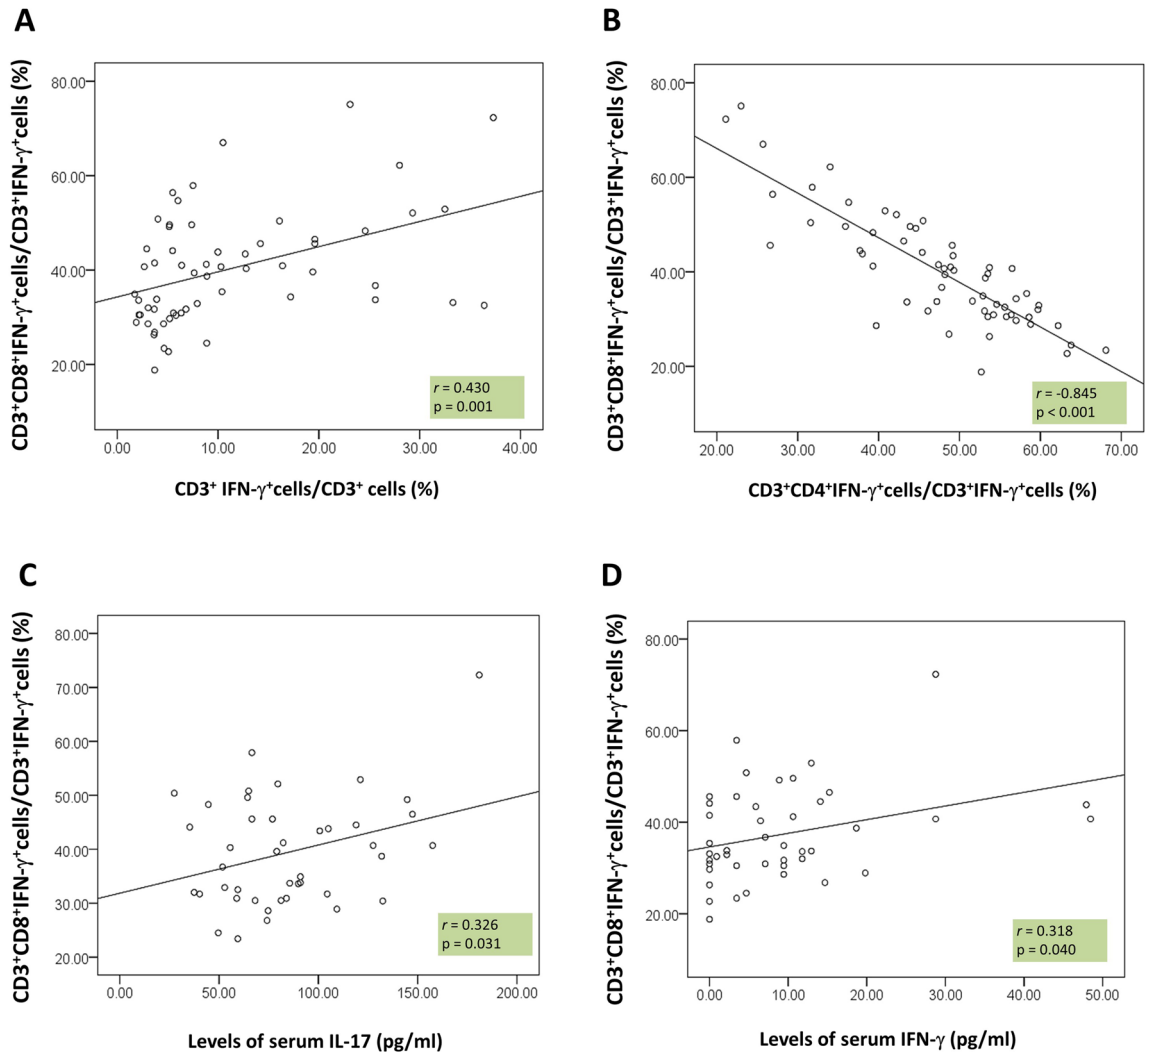 A
CD3⁺CD8⁺IFN-γ⁺cells/CD3⁺IFN-γ⁺cells (%)
80.00
60.00
40.00
20.00
r = 0.430
p = 0.001
0.00 10.00 20.00 30.00 40.00
CD3⁺ IFN-γ⁺cells/CD3⁺ cells (%)
B
CD3⁺CD8⁺IFN-γ⁺cells/CD3⁺IFN-γ⁺cells (%)
80.00
60.00
40.00
20.00
r = -0.845
p < 0.001
20.00 30.00 40.00 50.00 60.00 70.00
CD3⁺CD4⁺IFN-γ⁺cells/CD3⁺IFN-γ⁺cells (%)
C
CD3⁺CD8⁺IFN-γ⁺cells/CD3⁺IFN-γ⁺cells (%)
80.00
70.00
60.00
50.00
40.00
30.00
20.00
r = 0.326
p = 0.031
0.00 50.00 100.00 150.00 200.00
Levels of serum IL-17 (pg/ml)
D
CD3⁺CD8⁺IFN-γ⁺cells/CD3⁺IFN-γ⁺cells (%)
80.00
60.00
40.00
20.00
r = 0.318
p = 0.040
0.00 10.00 20.00 30.00 40.00 50.00
Levels of serum IFN-γ (pg/ml)